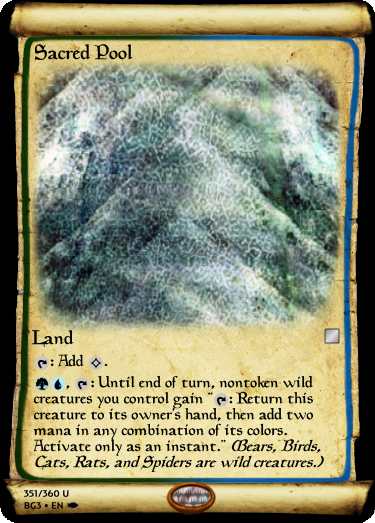 Sacred Pool
Land
: Add .
, : Until end of turn, nontoken wild
creatures you control gain “ : Return this
creature to its owner's hand, then add two
mana in any combination of its colors.
Activate only as an instant.” (Bears, Birds,
Cats, Rats, and Spiders are wild creatures.)
351/360 U
BG3 • EN